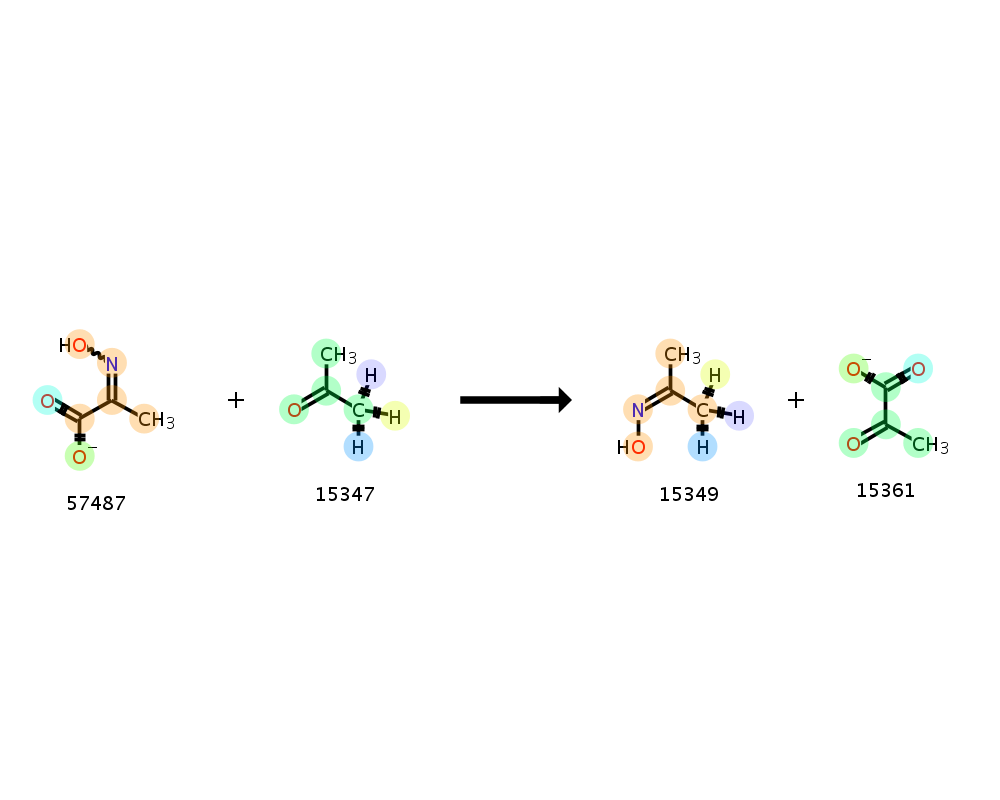 HO N O O⁻ CH3
57487
+
CH3 O C H H H
15347
+
CH3 N HO C H H H
15349
O⁻ O O CH3
15361